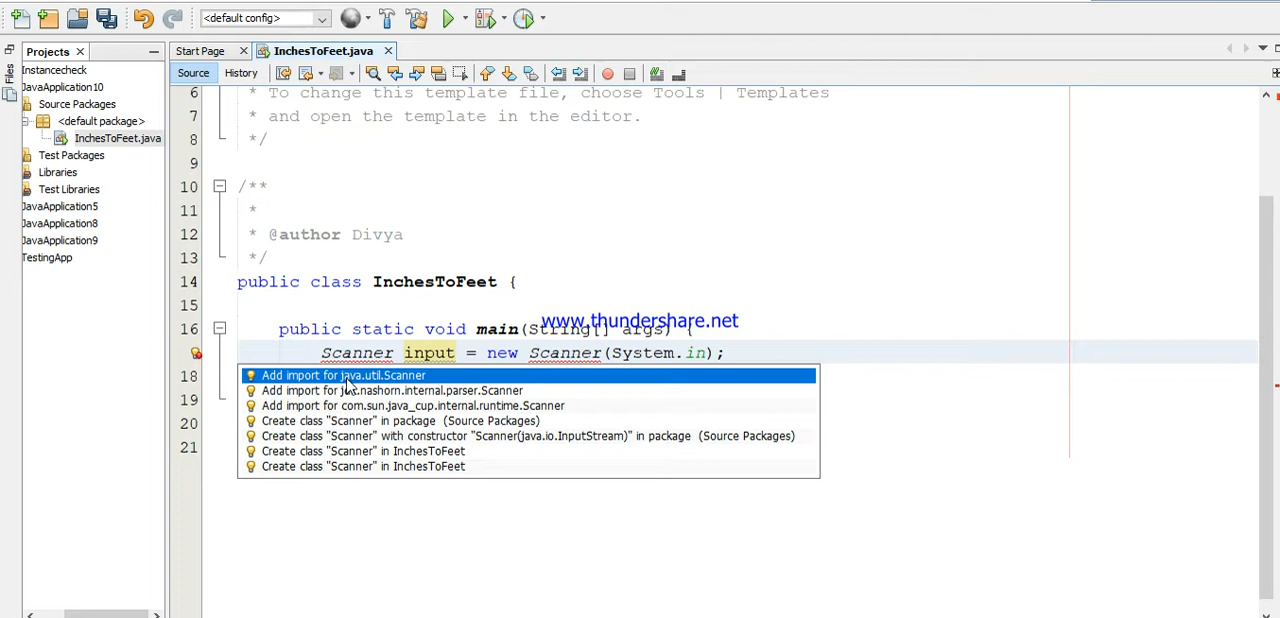 <default config>
Projects
Start Page
InchesToFeet.java
Files
Source
History
Instancecheck
JavaApplication10
Source Packages
<default package>
InchesToFeet.java
Test Packages
Libraries
Test Libraries
JavaApplication5
JavaApplication8
JavaApplication9
TestingApp
6 * To change this template file, choose Tools | Templates
7 * and open the template in the editor.
8 */
9
10 /**
11 *
12 * @author Divya
13 */
14 public class InchesToFeet {
15
www.thundershare.net
16 public static void main(String[] args) {
Scanner input = new Scanner(System.in);
Add import for java.util.Scanner
18
Add import for jdk.nashorn.internal.parser.Scanner
19 Add import for com.sun.java_cup.internal.runtime.Scanner
20 Create class "Scanner" in package (Source Packages)
Create class "Scanner" with constructor "Scanner(java.io.InputStream)" in package (Source Packages)
21 Create class "Scanner" in InchesToFeet
Create class "Scanner" in InchesToFeet